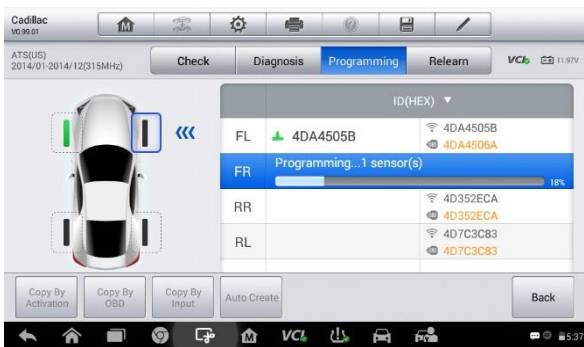 Cadillac
V0.99.01
ATS(US)
2014/01-2014/12(315MHz)
Check
Diagnosis
Programming
Relearn
VCI
11.97V
ID(HEX) ▼
FL
4DA4505B
4DA4505B
4DA4506A
FR
Programming...1 sensor(s)
18%
RR
4D352ECA
4D352ECA
RL
4D7C3C83
4D7C3C83
Copy By
Activation
Copy By
OBD
Copy By
Input
Auto Create
Back
VCI
5:37